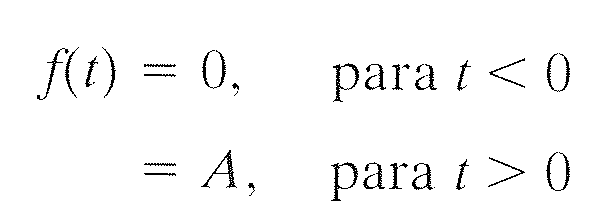 f(t) = 0, para t < 0
= A, para t > 0